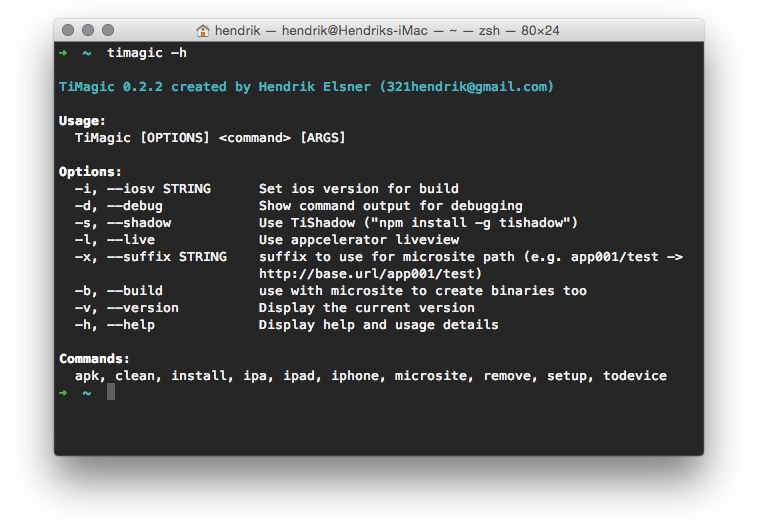 hendrik — hendrik@Hendriks-iMac — ~ — zsh — 80×24
➜  ~  timagic -h
TiMagic 0.2.2 created by Hendrik Elsner (321hendrik@gmail.com)
Usage:
TiMagic [OPTIONS] <command> [ARGS]
Options:
-i, --iosv STRING      Set ios version for build
-d, --debug            Show command output for debugging
-s, --shadow           Use TiShadow ("npm install -g tishadow")
-l, --live             Use appcelerator liveview
-x, --suffix STRING    suffix to use for microsite path (e.g. app001/test ->
http://base.url/app001/test)
-b, --build            use with microsite to create binaries too
-v, --version          Display the current version
-h, --help             Display help and usage details
Commands:
apk, clean, install, ipa, ipad, iphone, microsite, remove, setup, todevice
➜  ~